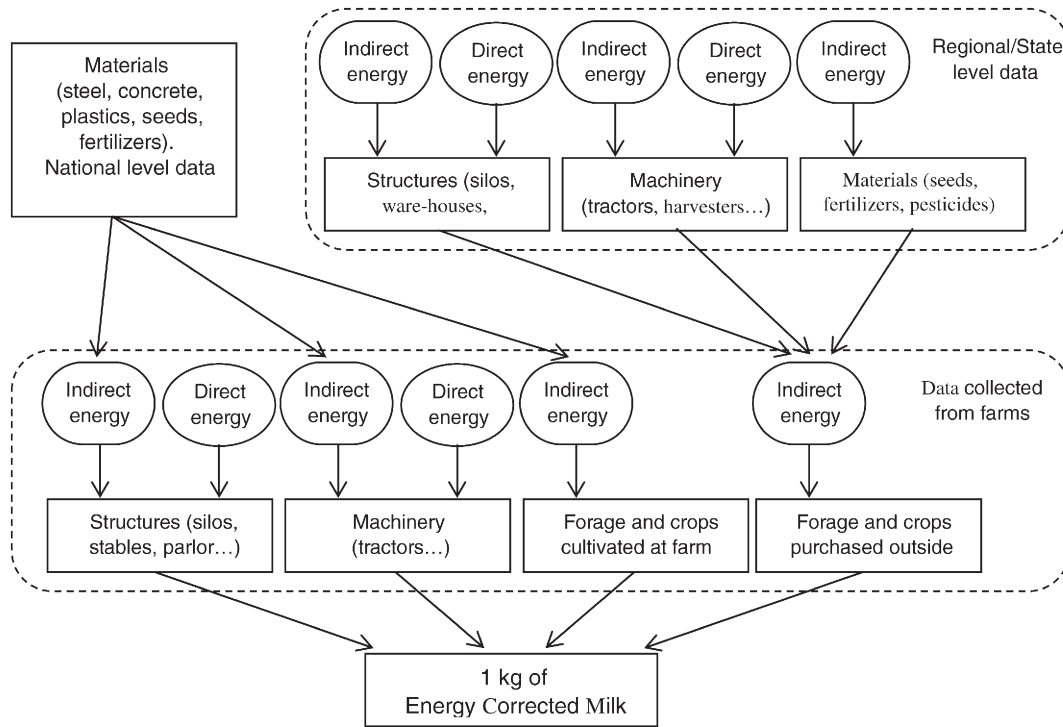 Materials
(steel, concrete,
plastics, seeds,
fertilizers).
National level data
Indirect
energy
Direct
energy
Indirect
energy
Direct
energy
Indirect
energy
Regional/State
level data
Structures (silos,
ware-houses,
Machinery
(tractors, harvesters…)
Materials (seeds,
fertilizers, pesticides)
Indirect
energy
Direct
energy
Indirect
energy
Direct
energy
Indirect
energy
Indirect
energy
Data collected
from farms
Structures (silos,
stables, parlor…)
Machinery
(tractors…)
Forage and crops
cultivated at farm
Forage and crops
purchased outside
1 kg of
Energy Corrected Milk